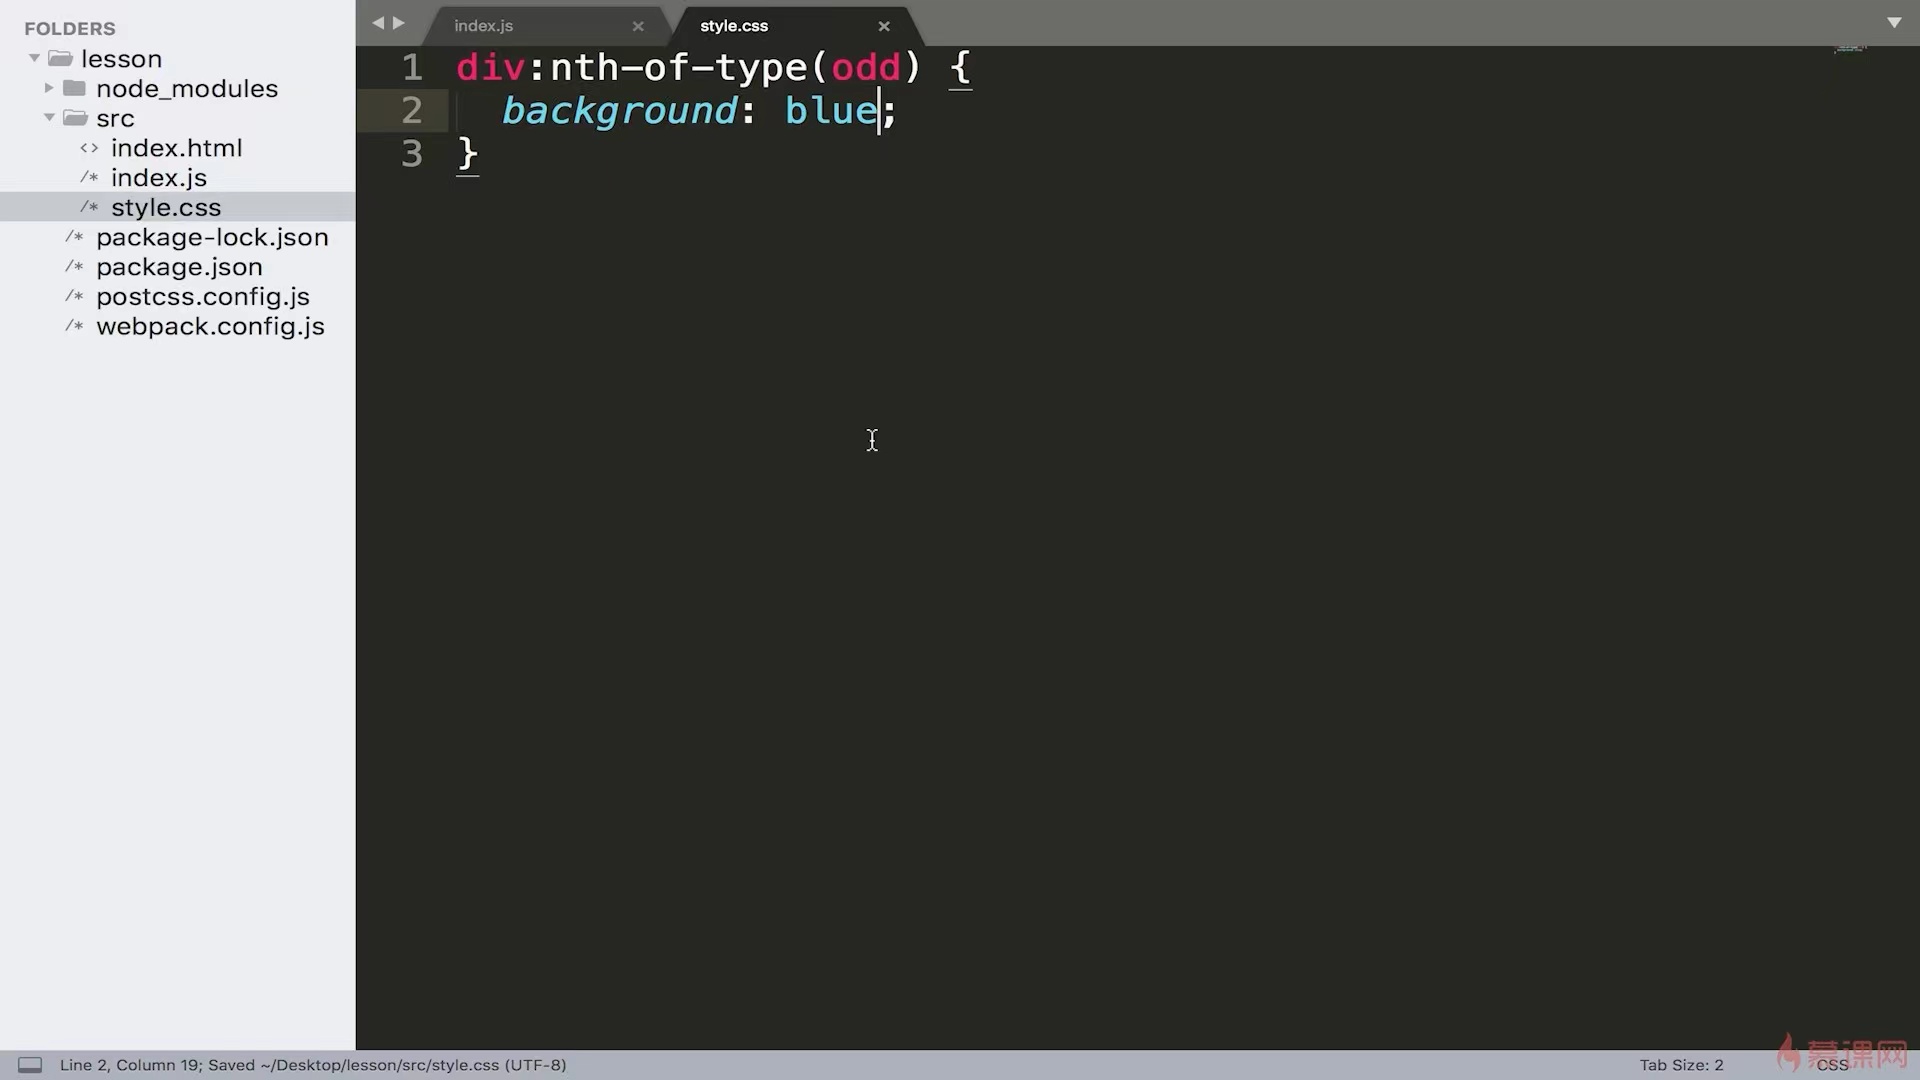 FOLDERS
lesson
node_modules
src
<> index.html
/* index.js
/* style.css
/* package-lock.json
/* package.json
/* postcss.config.js
/* webpack.config.js
index.js ×
style.css ×
1 div:nth-of-type(odd) {
2 background: blue;
3 }
Line 2, Column 19; Saved ~/Desktop/lesson/src/style.css (UTF-8)
Tab Size: 2
CSS
慕课网